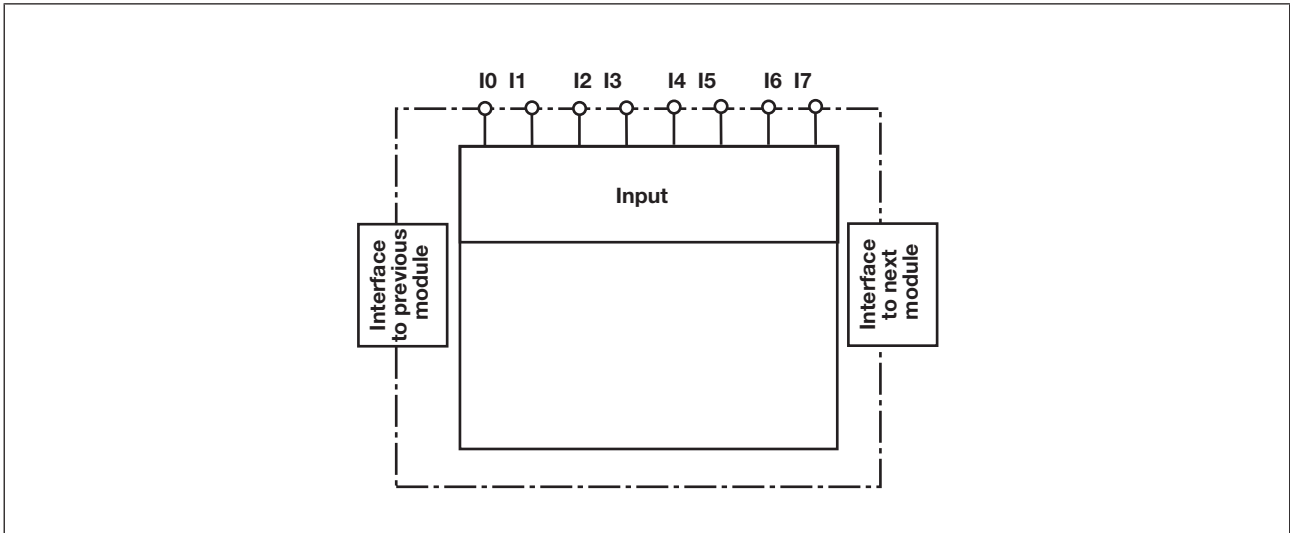 I0 I1 I2 I3 I4 I5 I6 I7
Input
Interface
to previous
module
Interface
to next
module